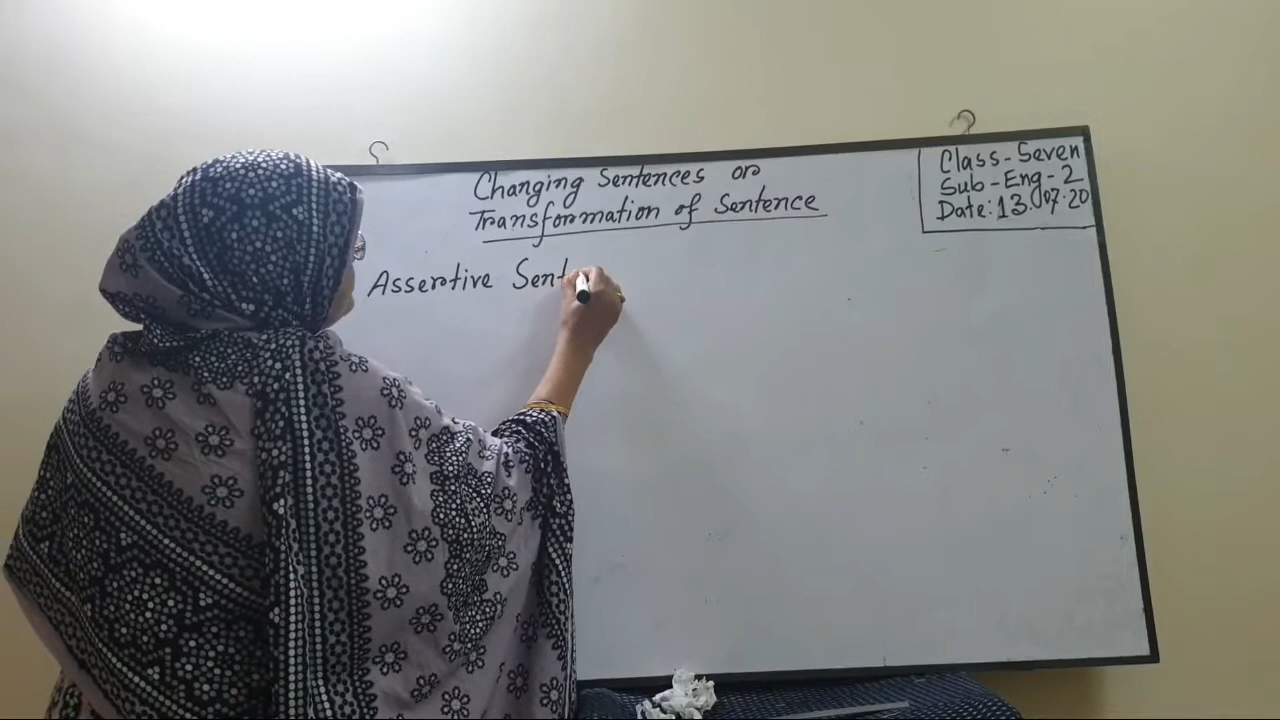 Changing Sentences or
Transformation of Sentence
Class-Seven
Sub-Eng-2
Date: 13.07.20
Assertive Sent